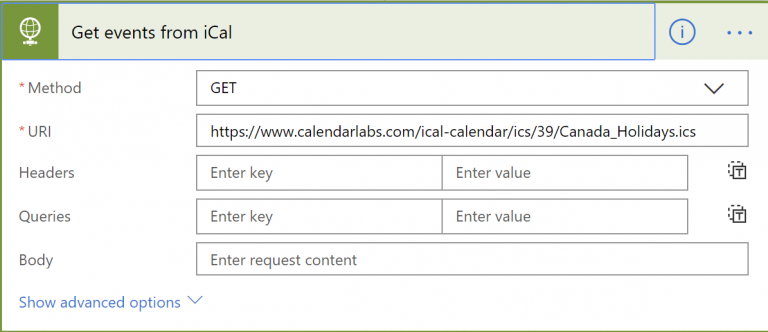 Get events from iCal
* Method
GET
* URI
https://www.calendarlabs.com/ical-calendar/ics/39/Canada_Holidays.ics
Headers
Enter key
Enter value
Queries
Enter key
Enter value
Body
Enter request content
Show advanced options